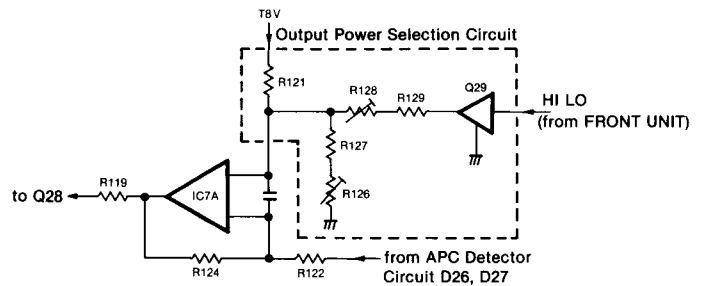 T8V
Output Power Selection Circuit
R121
R128
R129
Q29
HI LO
(from FRONT UNIT)
R127
R126
R119
to Q28
IC7A
R124
R122
from APC Detector
Circuit D26, D27